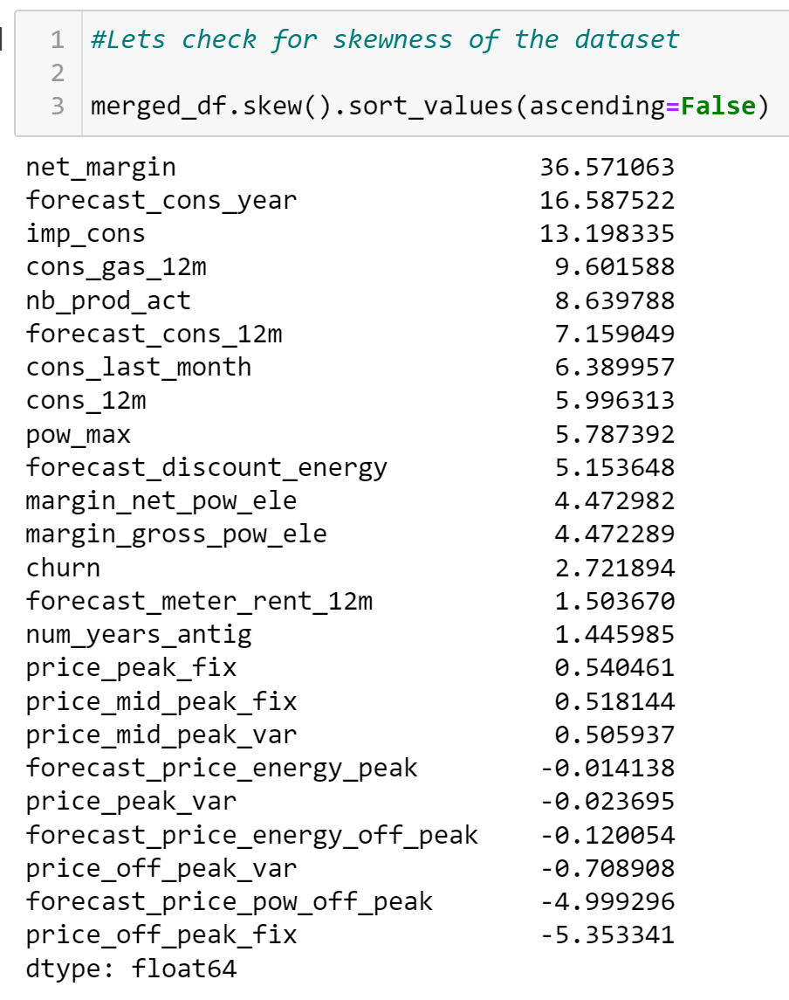 1 #Lets check for skewness of the dataset
2
3 merged_df.skew().sort_values(ascending=False)
net_margin 36.571063
forecast_cons_year 16.587522
imp_cons 13.198335
cons_gas_12m 9.601588
nb_prod_act 8.639788
forecast_cons_12m 7.159049
cons_last_month 6.389957
cons_12m 5.996313
pow_max 5.787392
forecast_discount_energy 5.153648
margin_net_pow_ele 4.472982
margin_gross_pow_ele 4.472289
churn 2.721894
forecast_meter_rent_12m 1.503670
num_years_antig 1.445985
price_peak_fix 0.540461
price_mid_peak_fix 0.518144
price_mid_peak_var 0.505937
forecast_price_energy_peak -0.014138
price_peak_var -0.023695
forecast_price_energy_off_peak -0.120054
price_off_peak_var -0.708908
forecast_price_pow_off_peak -4.999296
price_off_peak_fix -5.353341
dtype: float64